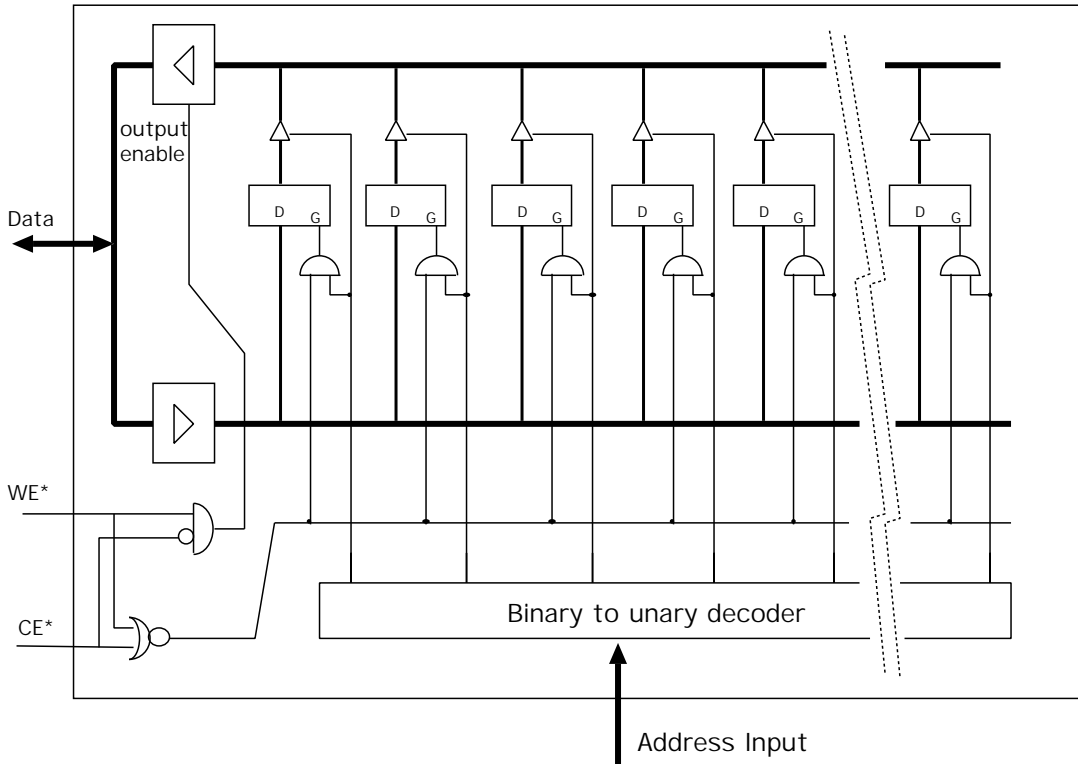 output
enable
D G
D G
D G
D G
D G
D G
Data
WE*
CE*
Binary to unary decoder
Address Input